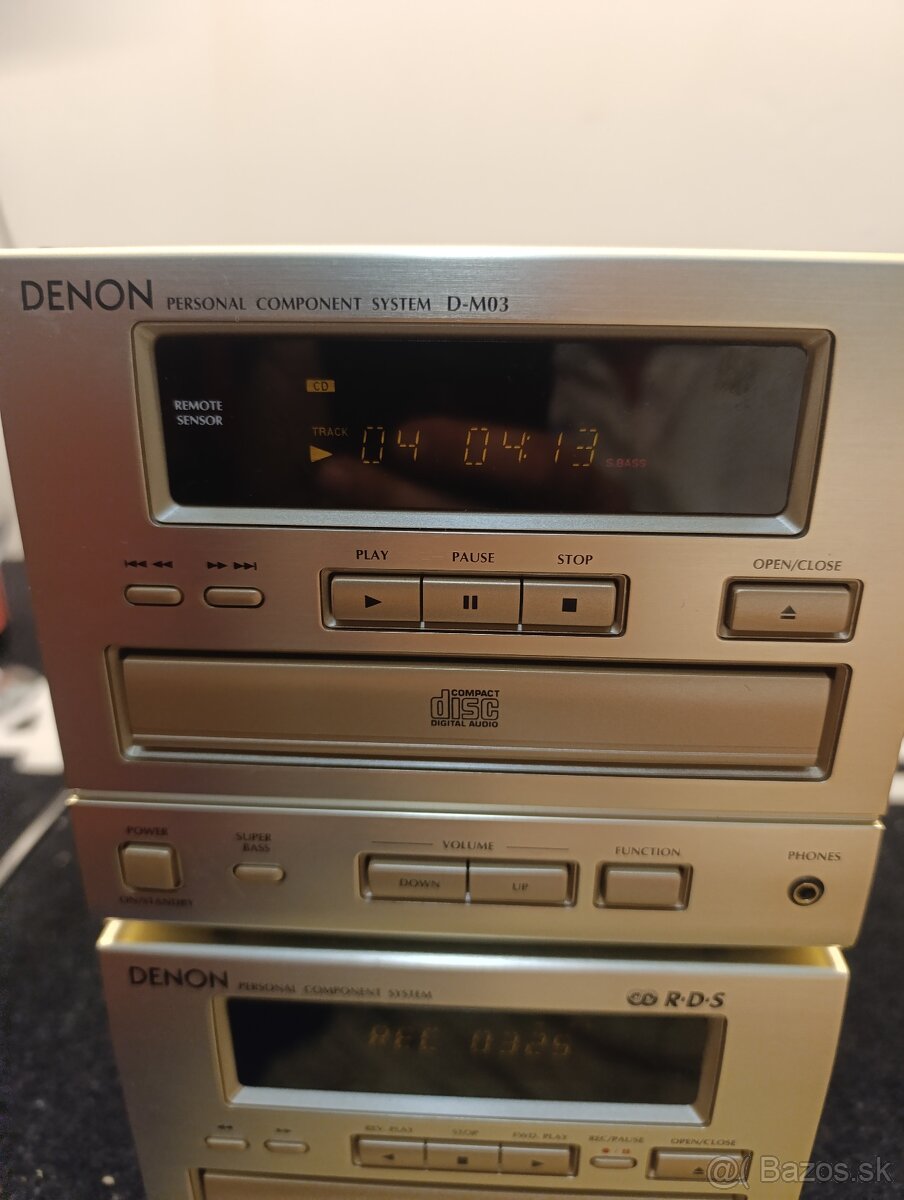 DENON PERSONAL COMPONENT SYSTEM D-M03
REMOTE
SENSOR
CD
TRACK
04 04:13
S.BASS
PLAY PAUSE STOP
OPEN/CLOSE
COMPACT
disc
DIGITAL AUDIO
POWER
ON/STANDBY
SUPER
BASS
VOLUME
DOWN UP
FUNCTION
PHONES
DENON PERSONAL COMPONENT SYSTEM
R·D·S
REC 0325
REV. PLAY STOP FWD. PLAY REC/PAUSE OPEN/CLOSE
@ Bazos.sk